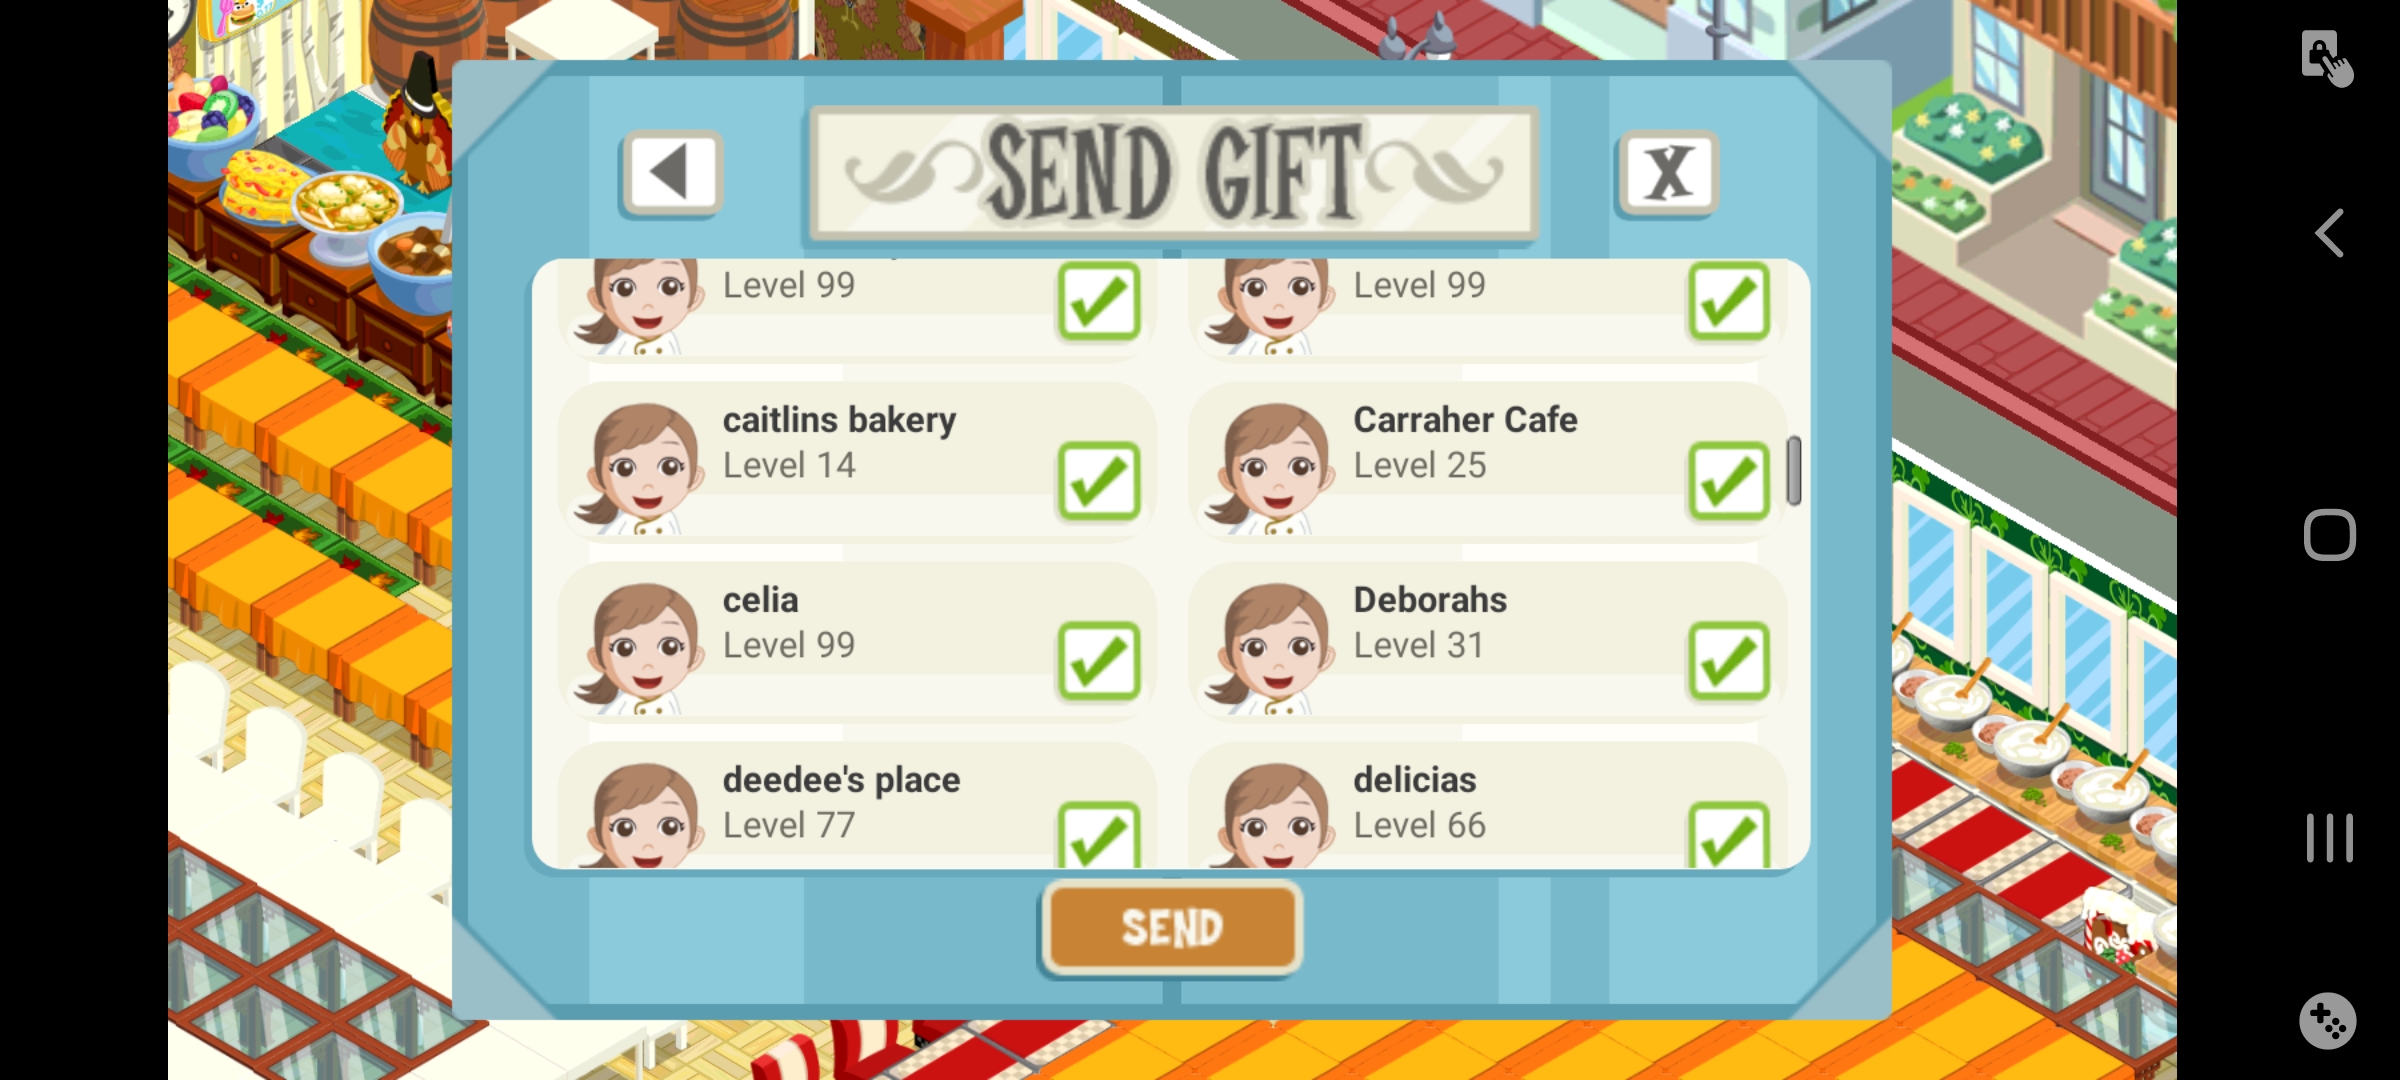 SEND GIFT
X
Level 99
Level 99
caitlins bakery
Level 14
Carraher Cafe
Level 25
celia
Level 99
Deborahs
Level 31
deedee's place
Level 77
delicias
Level 66
SEND